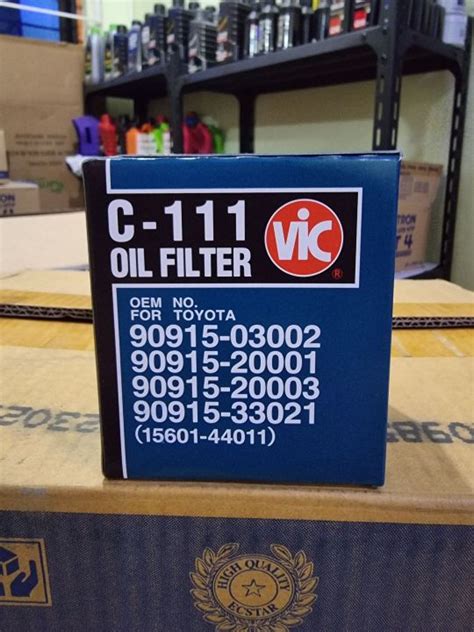 C-111
OIL FILTER
VIC
®
OEM NO.
FOR TOYOTA
90915-03002
90915-20001
90915-20003
90915-33021
(15601-44011)
HIGH QUALITY
ECSTAR